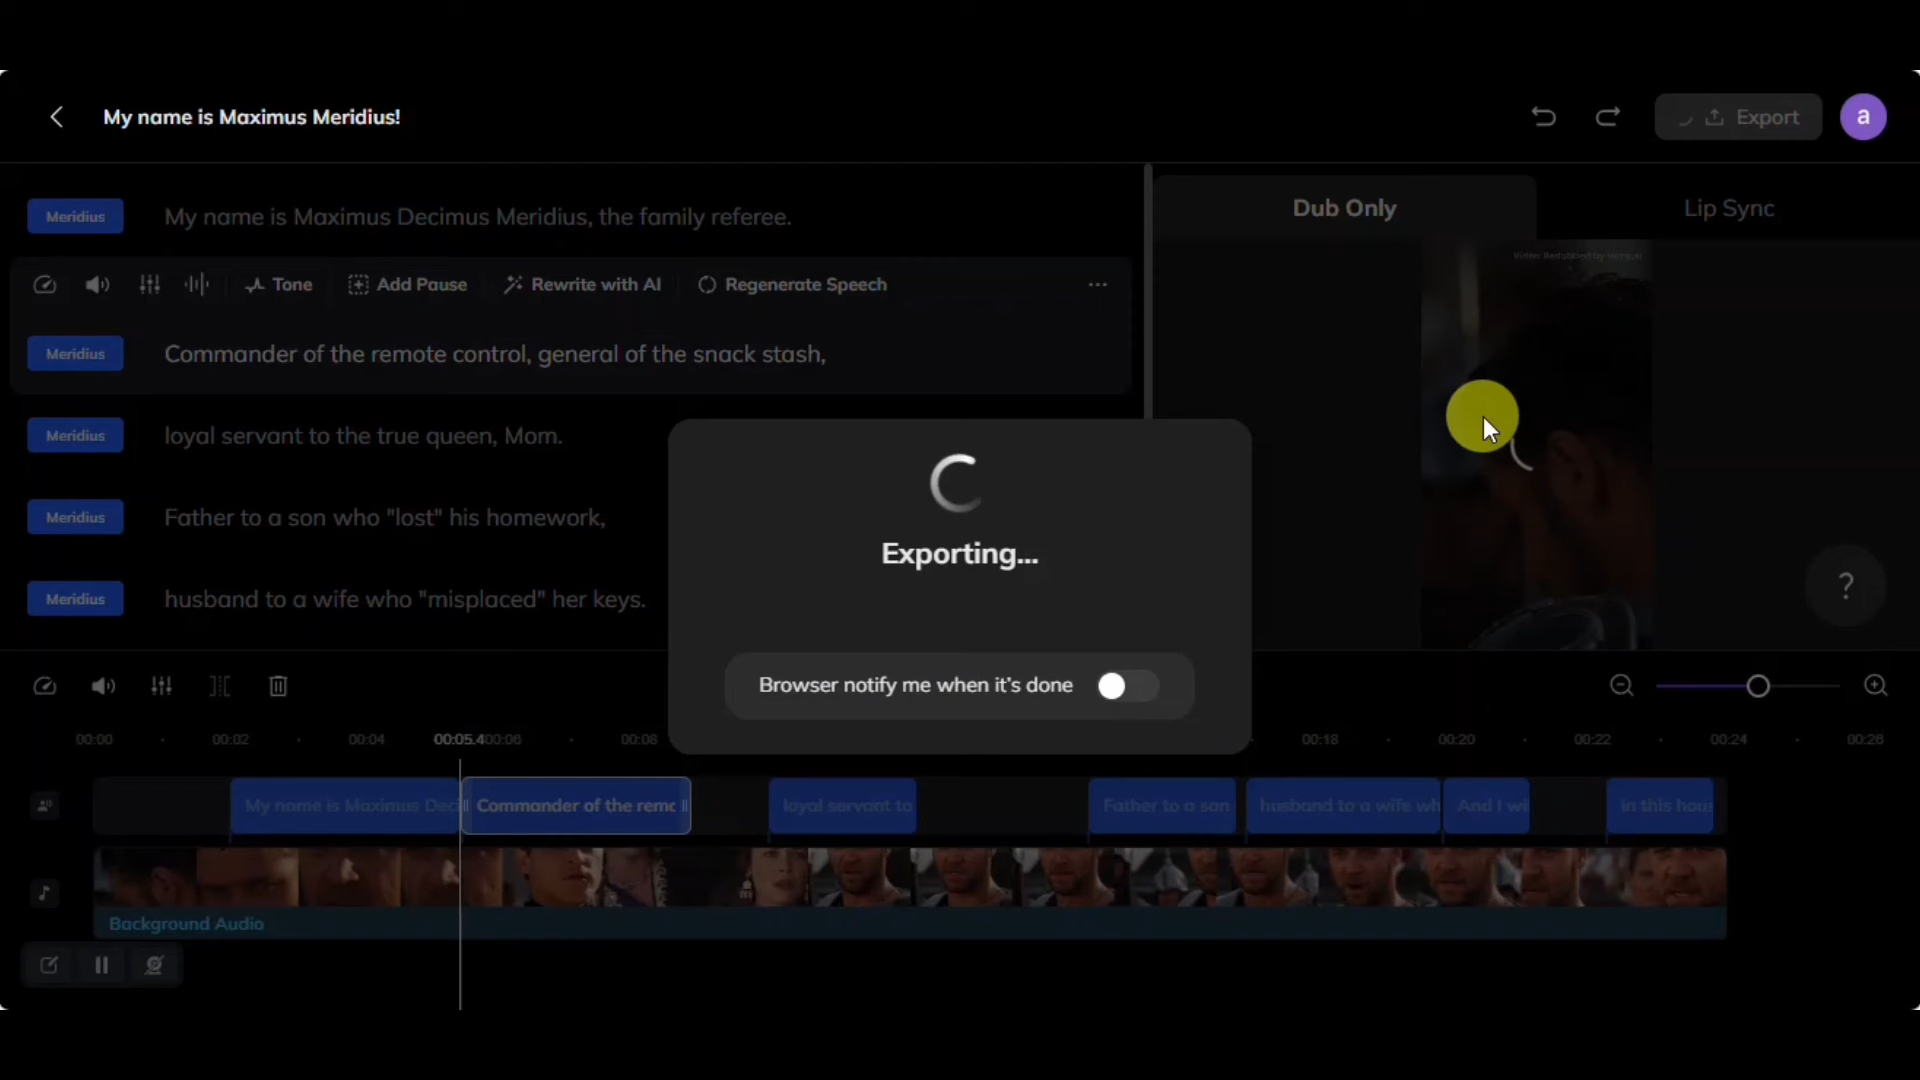 My name is Maximus Meridius!
Export
a
Meridius My name is Maximus Decimus Meridius, the family referee.
Dub Only
Lip Sync
Tone Add Pause Rewrite with AI Regenerate Speech
Meridius Commander of the remote control, general of the snack stash,
Meridius loyal servant to the true queen, Mom.
Meridius Father to a son who "lost" his homework,
Meridius husband to a wife who "misplaced" her keys.
?
Exporting...
Browser notify me when it's done
00:00 00:02 00:04 00:05.4 00:06 00:08 00:18 00:20 00:22 00:24 00:26
My name is Maximus Dec Commander of the remo loyal servant to Father to a son husband to a wife wh And I wi in this hous
Background Audio